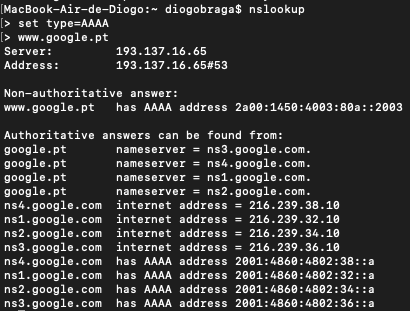 [MacBook-Air-de-Diogo:~ diogobraga$ nslookup
[> set type=AAAA
[> www.google.pt
Server:         193.137.16.65
Address:        193.137.16.65#53

Non-authoritative answer:
www.google.pt   has AAAA address 2a00:1450:4003:80a::2003

Authoritative answers can be found from:
google.pt       nameserver = ns3.google.com.
google.pt       nameserver = ns4.google.com.
google.pt       nameserver = ns1.google.com.
google.pt       nameserver = ns2.google.com.
ns4.google.com  internet address = 216.239.38.10
ns1.google.com  internet address = 216.239.32.10
ns2.google.com  internet address = 216.239.34.10
ns3.google.com  internet address = 216.239.36.10
ns4.google.com  has AAAA address 2001:4860:4802:38::a
ns1.google.com  has AAAA address 2001:4860:4802:32::a
ns2.google.com  has AAAA address 2001:4860:4802:34::a
ns3.google.com  has AAAA address 2001:4860:4802:36::a